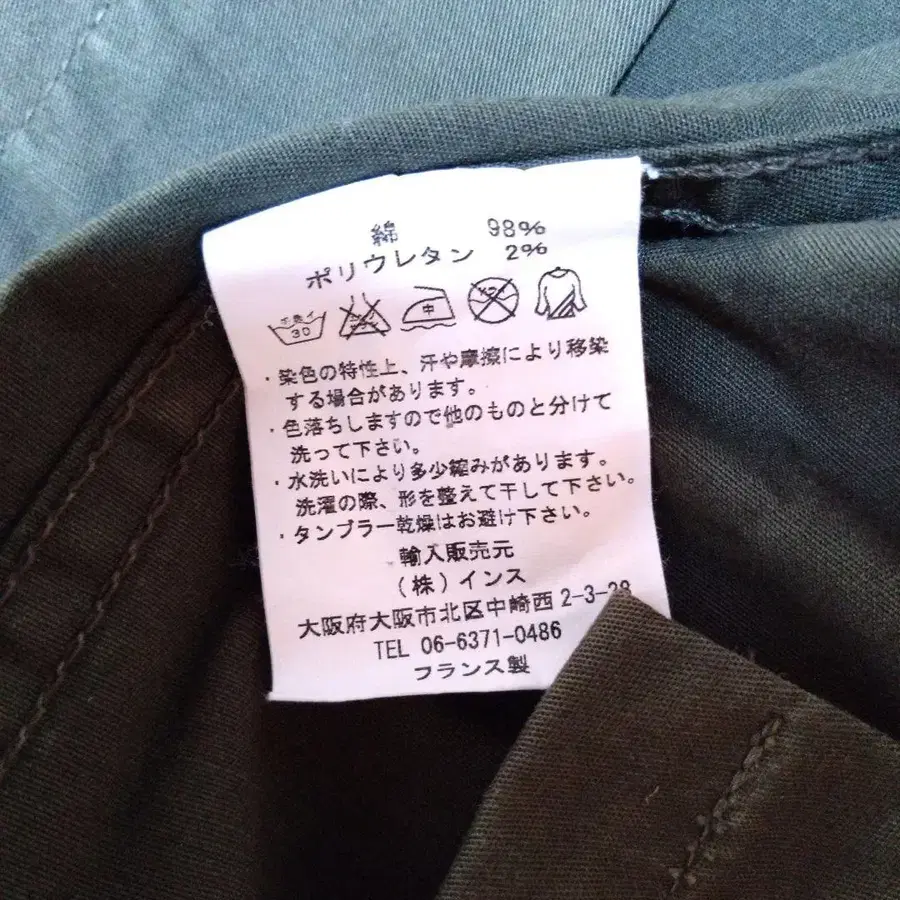 綿 98%
ポリウレタン 2%
30 中
・染色の特性上、汗や摩擦により移染
する場合があります。
・色落ちしますので他のものと分けて
洗って下さい。
・水洗いにより多少縮みがあります。
洗濯の際、形を整えて干して下さい。
・タンブラー乾燥はお避け下さい。
輸入販売元
(株)インス
大阪府大阪市北区中崎西 2-3-28
TEL 06-6371-0486
フランス製